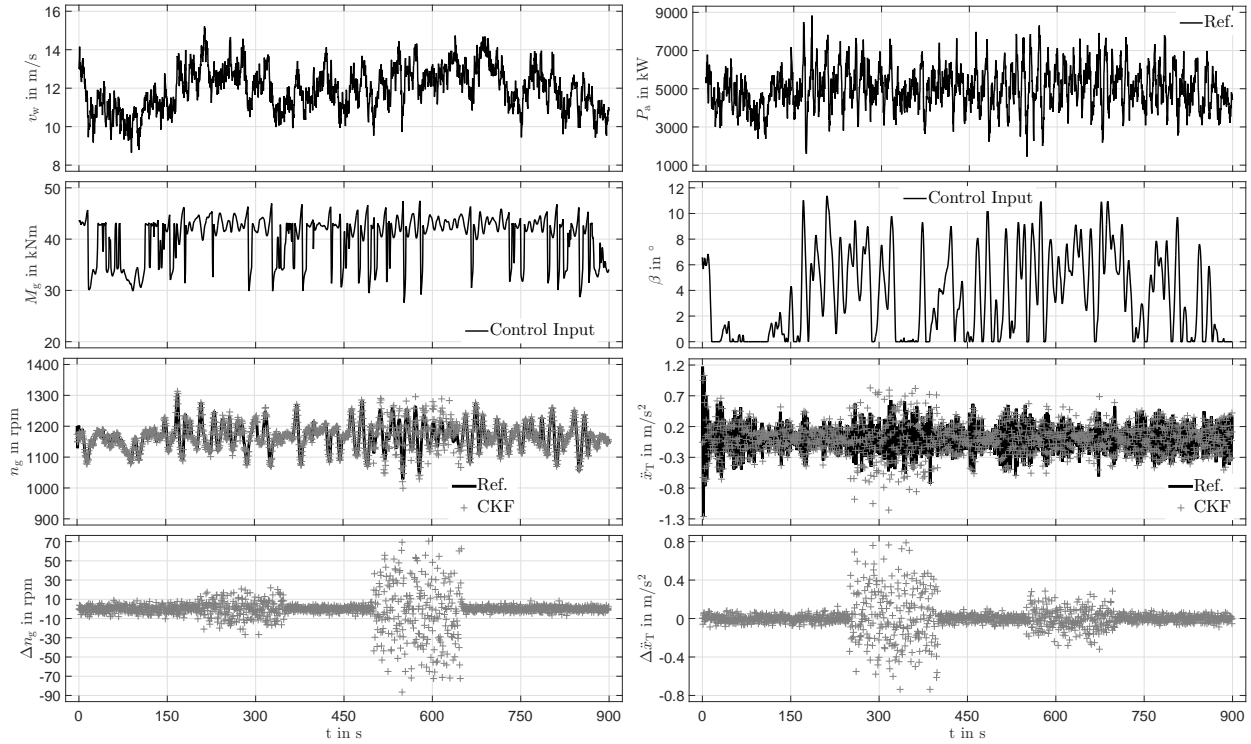 16
14
12
10
8
v_w in m/s
9000
7000
5000
3000
1000
P_a in kW
Ref.
50
40
30
20
M_g in kNm
Control Input
12
10
8
6
4
2
0
β in °
Control Input
1400
1300
1200
1100
1000
900
n_g in rpm
Ref.
CKF
1.2
0.7
0.2
-0.3
-0.8
-1.3
ẍ_T in m/s²
Ref.
CKF
70
50
30
10
-10
-30
-50
-70
-90
Δn_g in rpm
0 150 300 450 600 750 900
t in s
0.8
0.4
0
-0.4
-0.8
Δẍ_T in m/s²
0 150 300 450 600 750 900
t in s